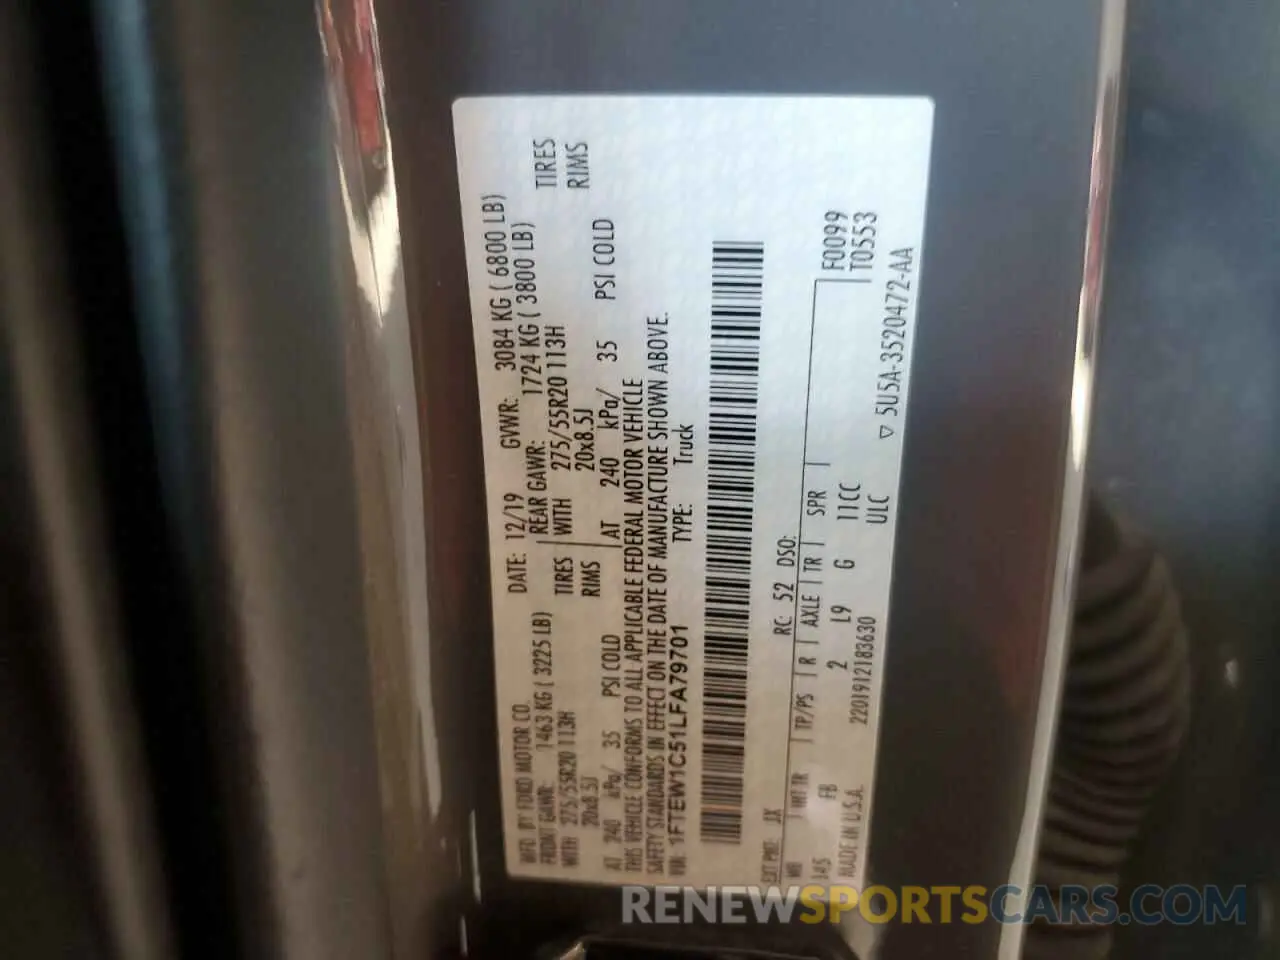 MFD. BY FORD MOTOR CO.
DATE: 12/19 GVWR: 3084 KG ( 6800 LB)
FRONT GAWR: 1463 KG ( 3225 LB) REAR GAWR: 1724 KG ( 3800 LB)
WITH 275/55R20 113H TIRES WITH 275/55R20 113H TIRES
20x8.5J RIMS 20x8.5J RIMS
AT 240 kPa/ 35 PSI COLD AT 240 kPa/ 35 PSI COLD
THIS VEHICLE CONFORMS TO ALL APPLICABLE FEDERAL MOTOR VEHICLE
SAFETY STANDARDS IN EFFECT ON THE DATE OF MANUFACTURE SHOWN ABOVE.
VIN: 1FTEW1C51LFA79701 TYPE: Truck
EXT PNT: JX RC: 52 DSO:
WB INT TR TP/PS R AXLE TR SPR F0099
145 FB 2 L9 G 11CC T0553
MADE IN U.S.A. 2201912183630 ULC
▽ 5U5A-3520472-AA
RENEWSPORTSCARS.COM